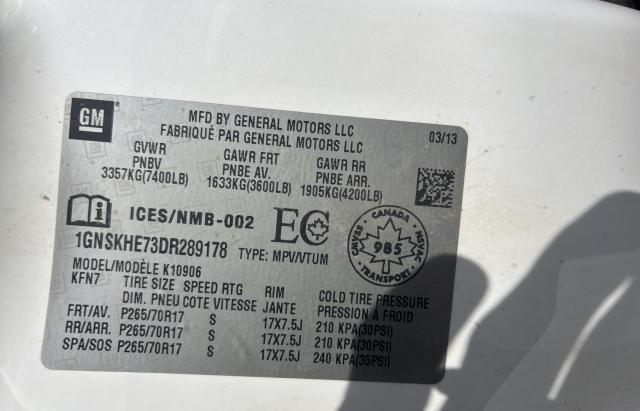 GM
MFD BY GENERAL MOTORS LLC
FABRIQUÉ PAR GENERAL MOTORS LLC
03/13
GVWR GAWR FRT GAWR RR
PNBV PNBE AV. PNBE ARR.
3357KG(7400LB) 1633KG(3600LB) 1905KG(4200LB)
ICES/NMB-002 EC
CANADA
CMVSS 985 NSVAC
TRANSPORT
1GNSKHE73DR289178 TYPE: MPV/VTUM
MODEL/MODÈLE K10906
KFN7 TIRE SIZE SPEED RTG RIM COLD TIRE PRESSURE
DIM. PNEU COTE VITESSE JANTE PRESSION À FROID
FRT/AV. P265/70R17 S 17X7.5J 210 KPA(30PSI)
RR/ARR. P265/70R17 S 17X7.5J 210 KPA(30PSI)
SPA/SOS P265/70R17 S 17X7.5J 240 KPA(35PSI)